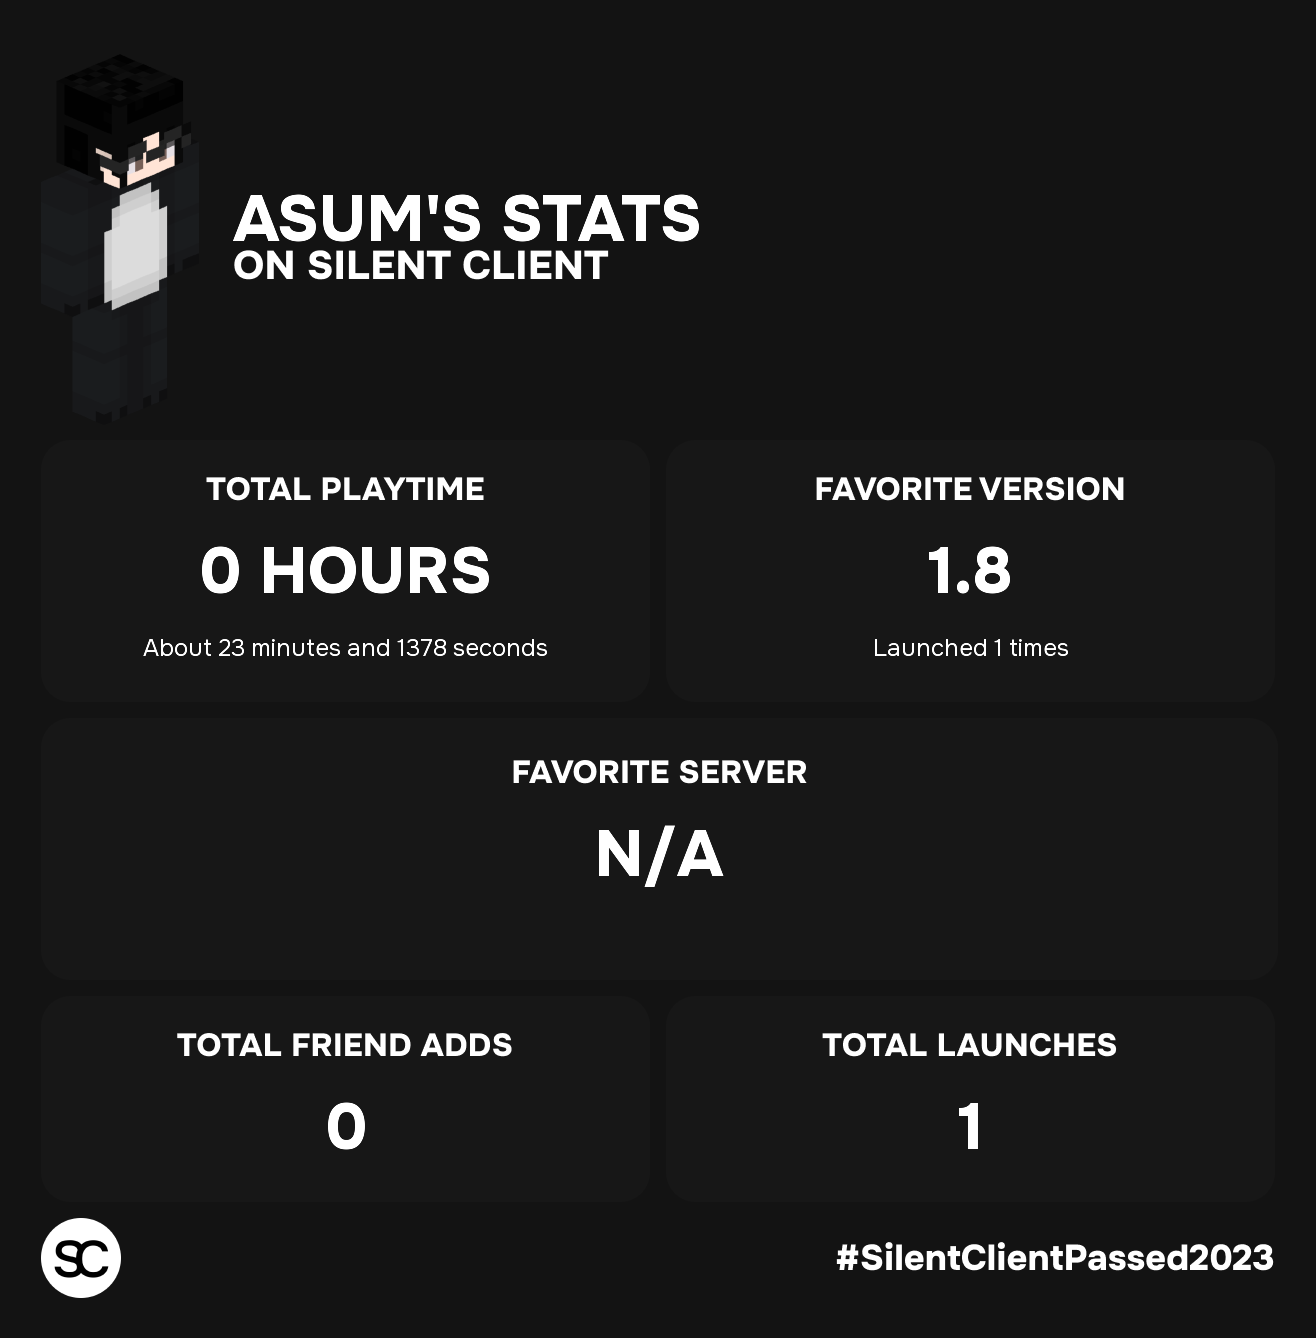 ASUM'S STATS
ON SILENT CLIENT
TOTAL PLAYTIME
0 HOURS
About 23 minutes and 1378 seconds
FAVORITE VERSION
1.8
Launched 1 times
FAVORITE SERVER
N/A
TOTAL FRIEND ADDS
0
TOTAL LAUNCHES
1
SC
#SilentClientPassed2023